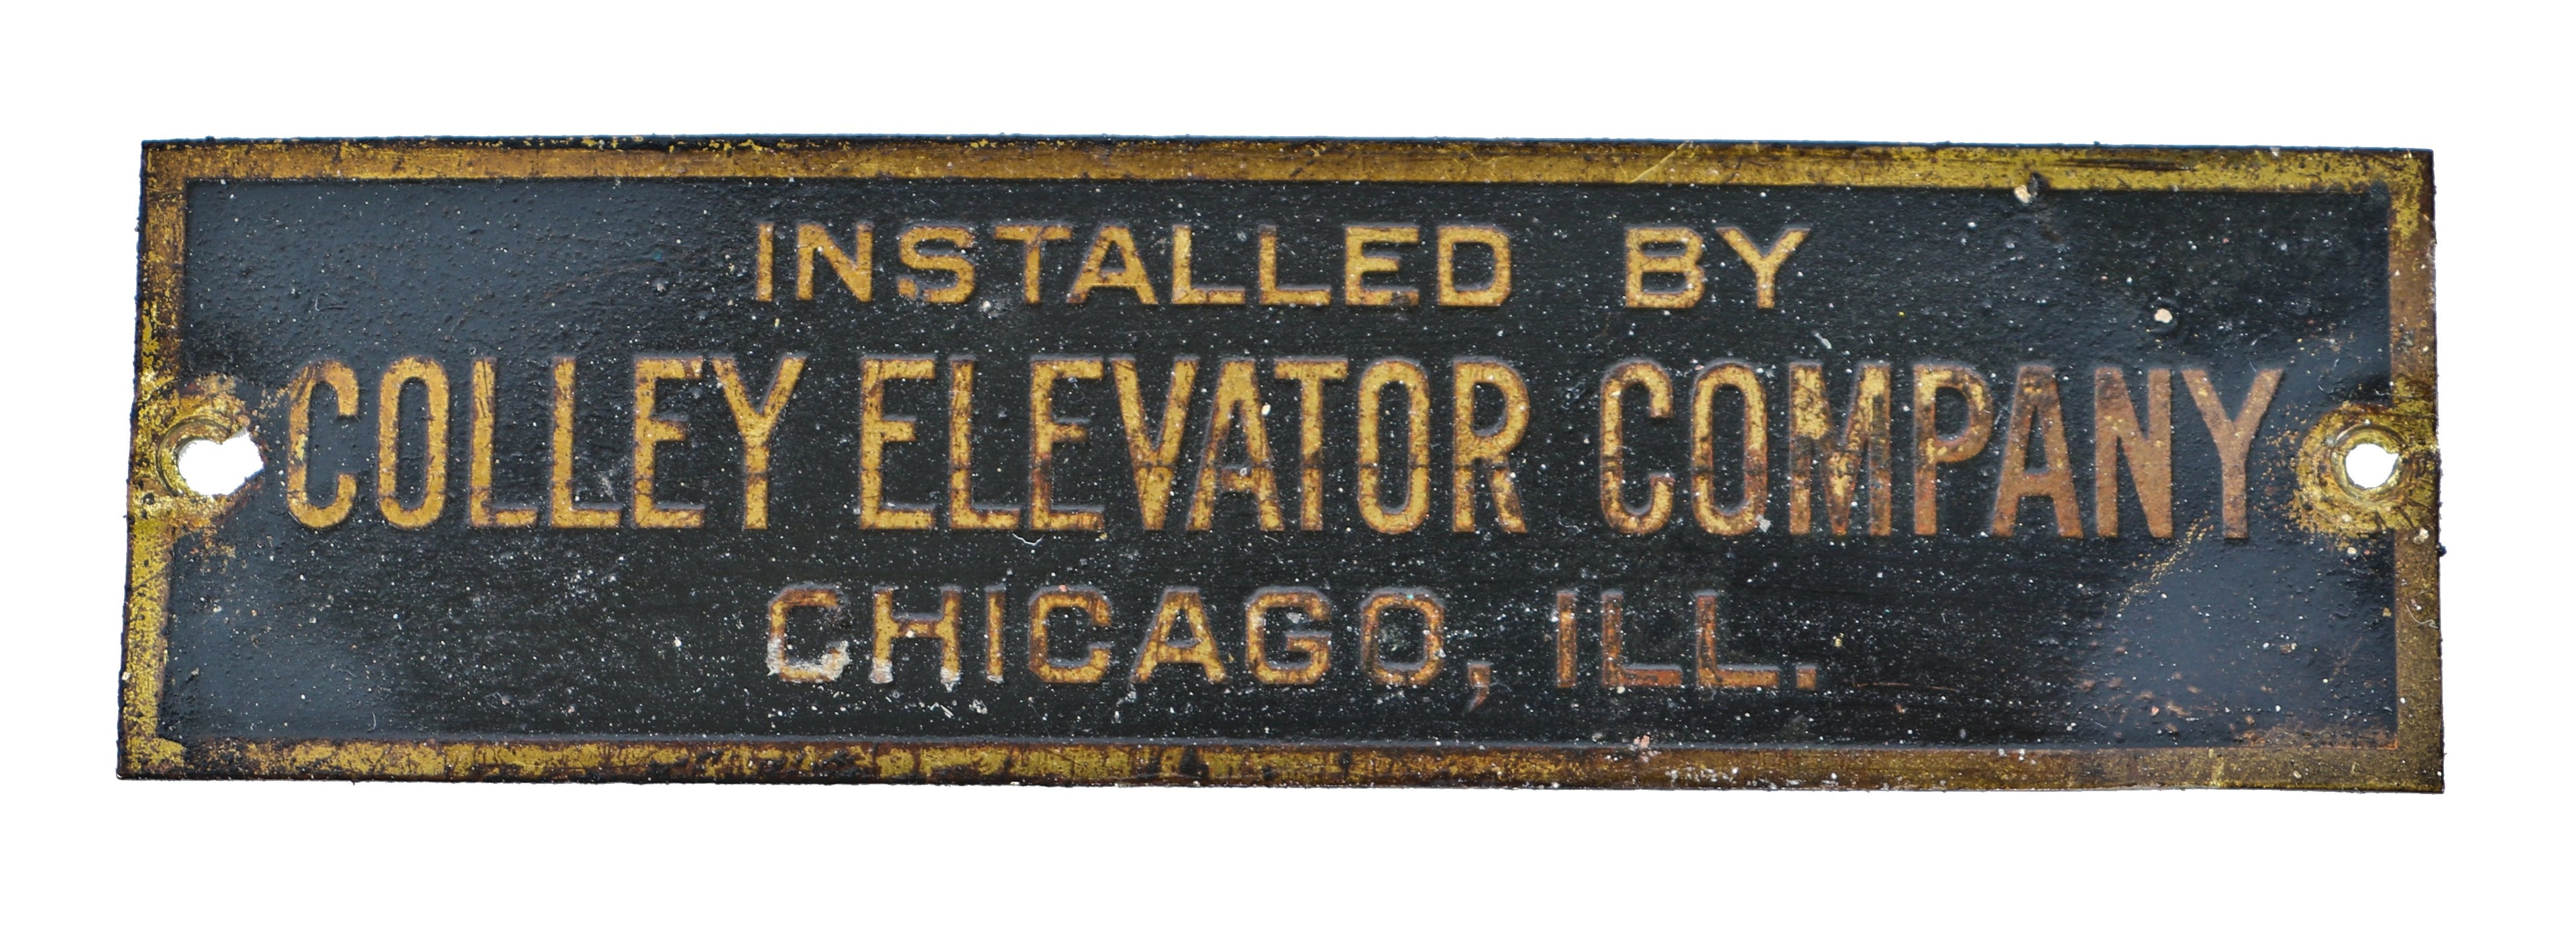 INSTALLED BY
COLLEY ELEVATOR COMPANY
CHICAGO, ILL.